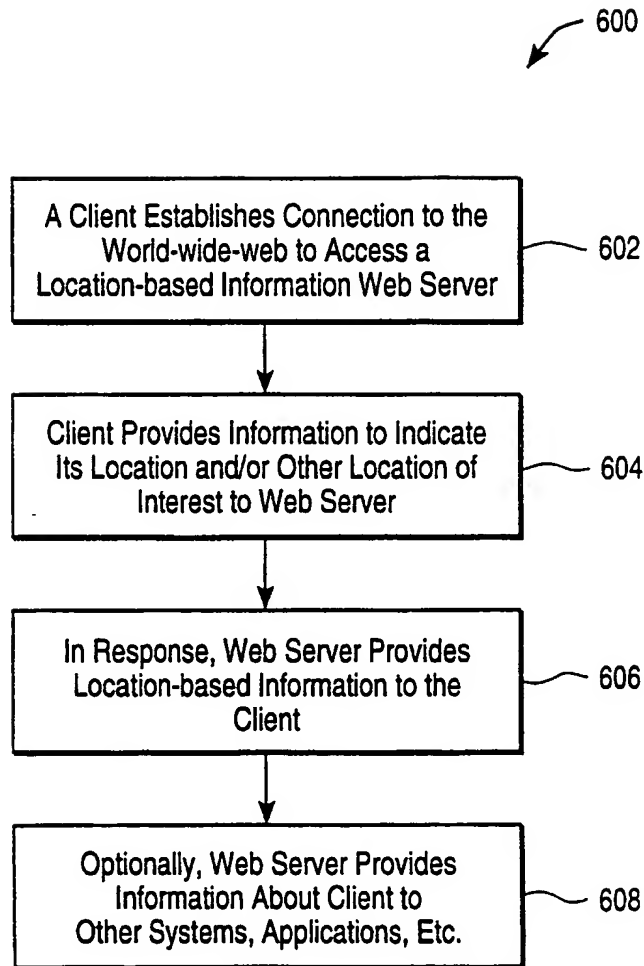 600
A Client Establishes Connection to the
World-wide-web to Access a
Location-based Information Web Server
602
Client Provides Information to Indicate
Its Location and/or Other Location of
Interest to Web Server
604
In Response, Web Server Provides
Location-based Information to the
Client
606
Optionally, Web Server Provides
Information About Client to
Other Systems, Applications, Etc.
608